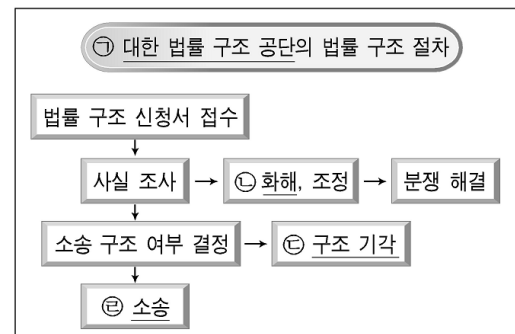 ㉠ 대한 법률 구조 공단의 법률 구조 절차
법률 구조 신청서 접수
사실 조사 → ㉡ 화해, 조정 → 분쟁 해결
소송 구조 여부 결정 → ㉢ 구조 기각
㉣ 소송